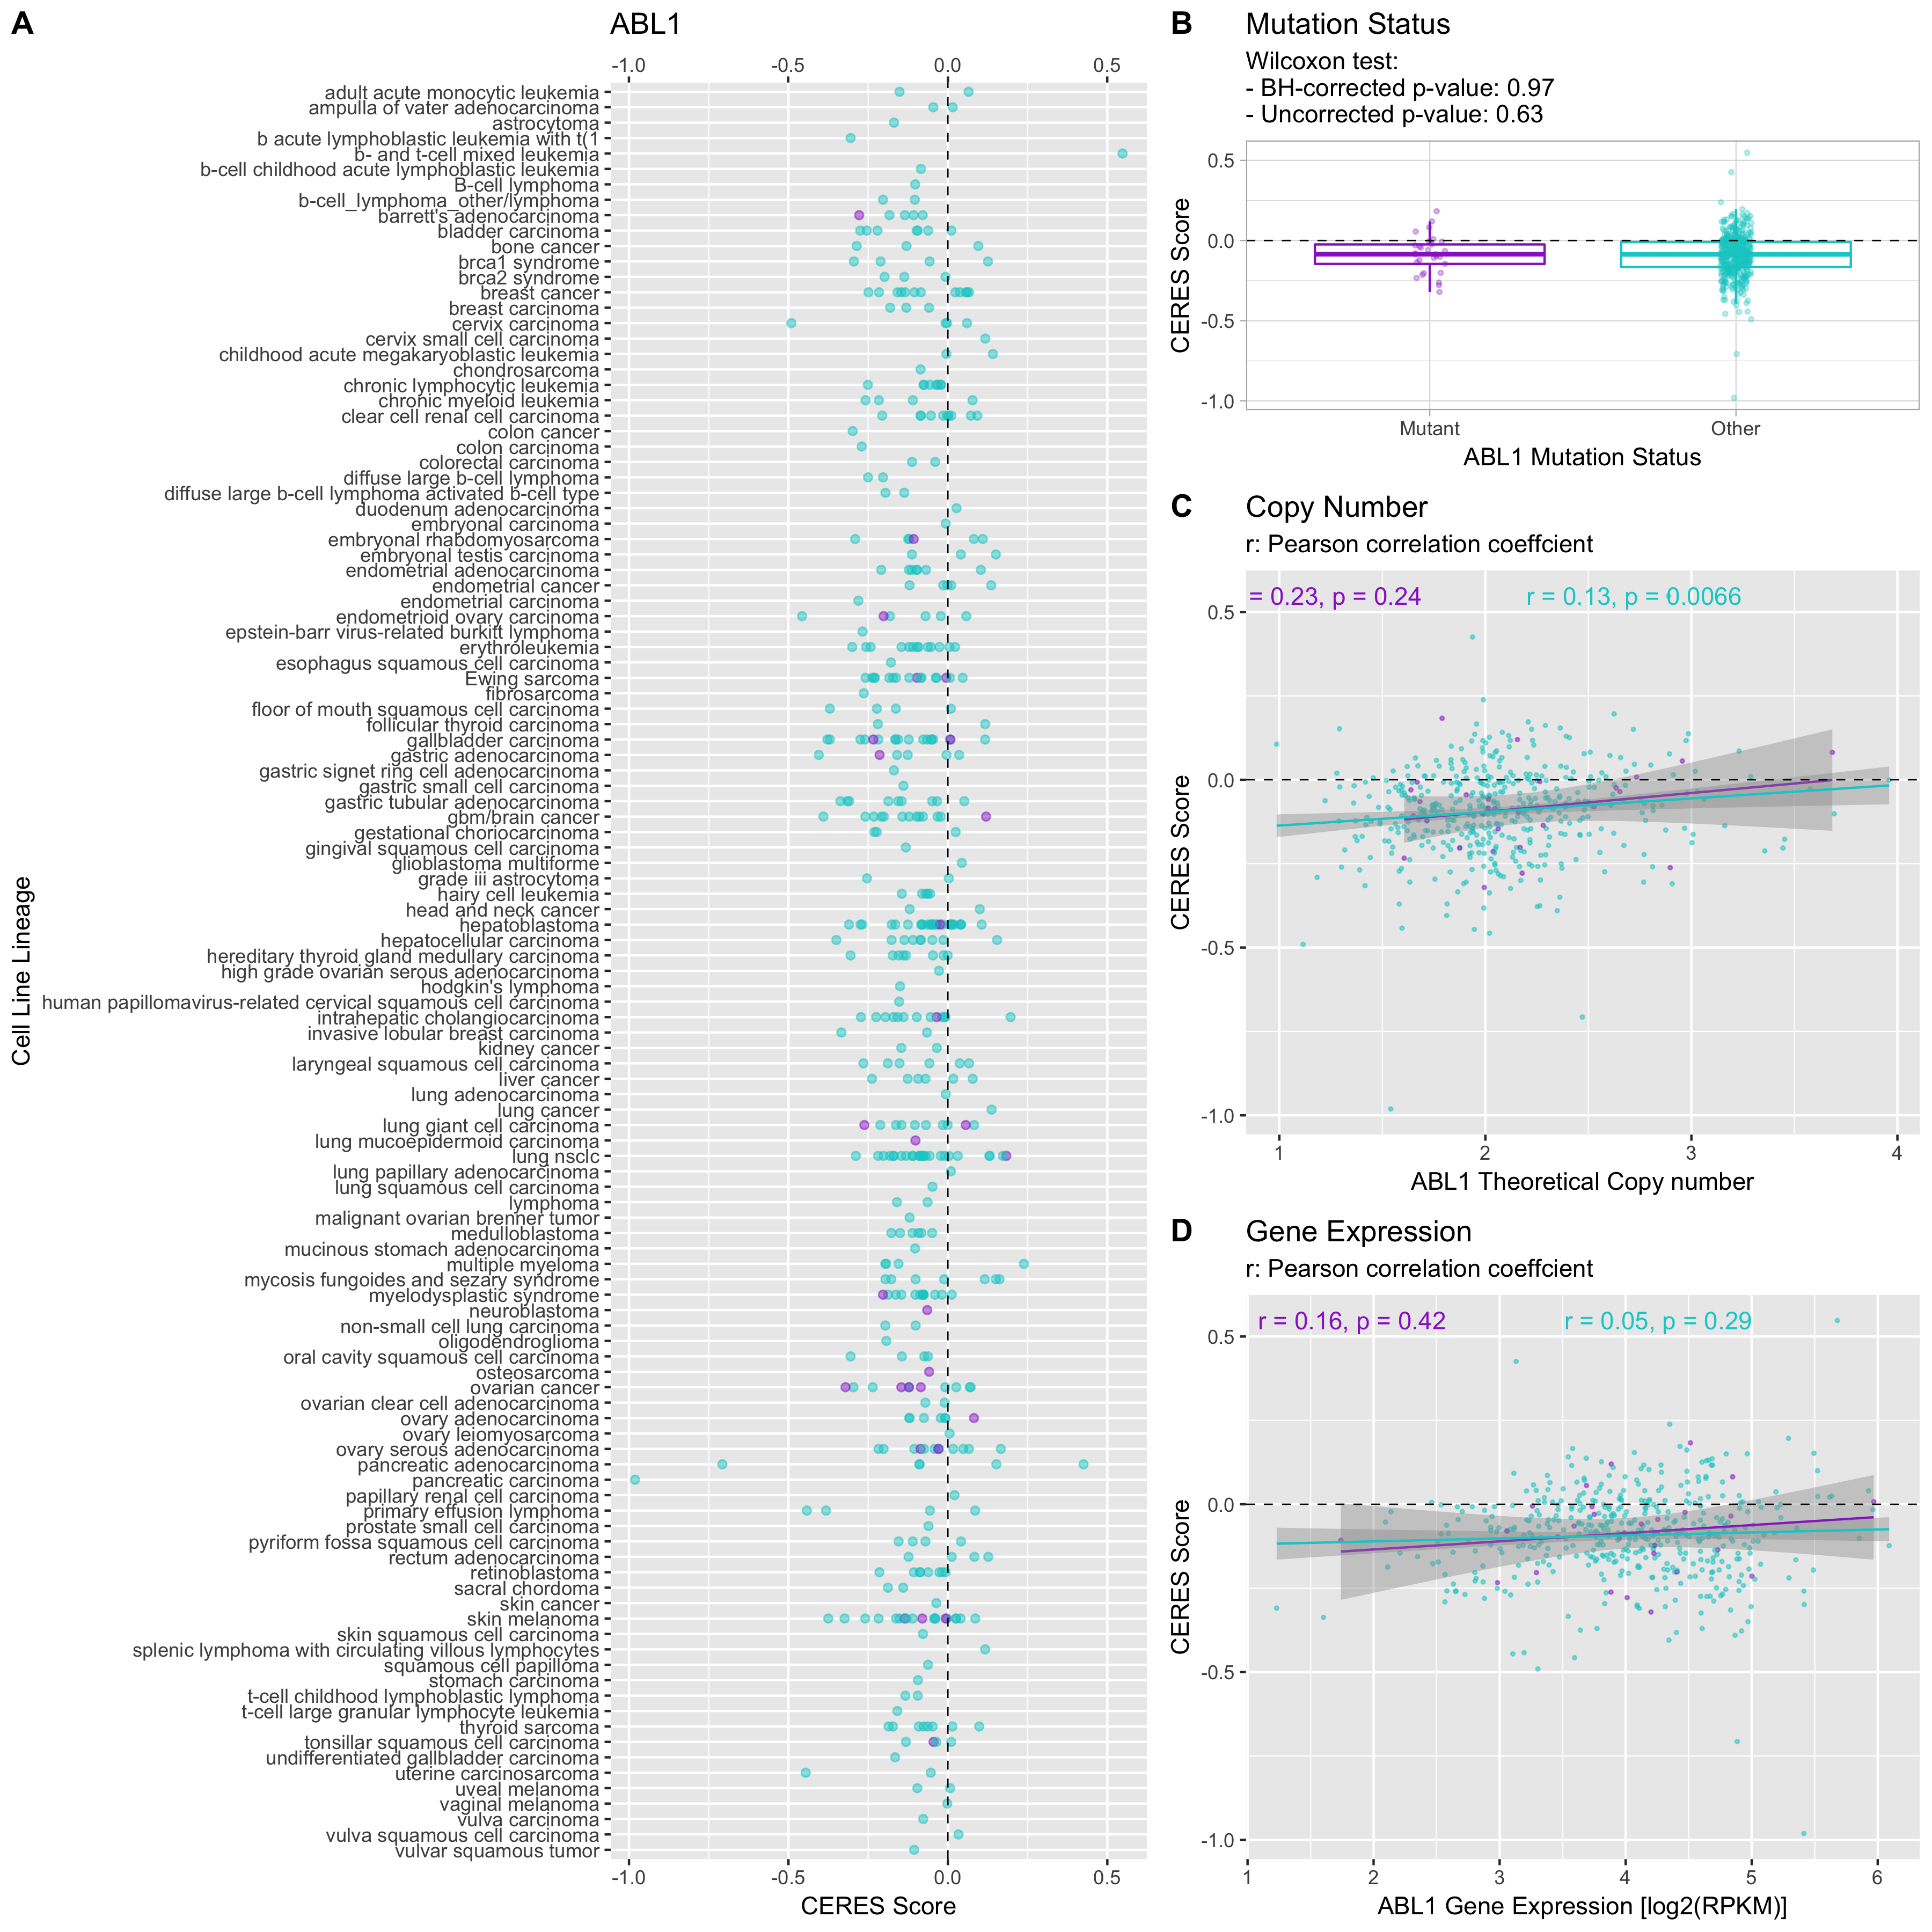 A
ABL1
-1.0
-0.5
0.0
0.5
Cell Line Lineage
adult acute monocytic leukemia
ampulla of vater adenocarcinoma
astrocytoma
b acute lymphoblastic leukemia with t(1
b- and t-cell mixed leukemia
b-cell childhood acute lymphoblastic leukemia
B-cell lymphoma
b-cell_lymphoma_other/lymphoma
barrett's adenocarcinoma
bladder carcinoma
bone cancer
brca1 syndrome
brca2 syndrome
breast cancer
breast carcinoma
cervix carcinoma
cervix small cell carcinoma
childhood acute megakaryoblastic leukemia
chondrosarcoma
chronic lymphocytic leukemia
chronic myeloid leukemia
clear cell renal cell carcinoma
colon cancer
colon carcinoma
colorectal carcinoma
diffuse large b-cell lymphoma
diffuse large b-cell lymphoma activated b-cell type
duodenum adenocarcinoma
embryonal carcinoma
embryonal rhabdomyosarcoma
embryonal testis carcinoma
endometrial adenocarcinoma
endometrial cancer
endometrial carcinoma
endometrioid ovary carcinoma
epstein-barr virus-related burkitt lymphoma
erythroleukemia
esophagus squamous cell carcinoma
Ewing sarcoma
fibrosarcoma
floor of mouth squamous cell carcinoma
follicular thyroid carcinoma
gallbladder carcinoma
gastric adenocarcinoma
gastric signet ring cell adenocarcinoma
gastric small cell carcinoma
gastric tubular adenocarcinoma
gbm/brain cancer
gestational choriocarcinoma
gingival squamous cell carcinoma
glioblastoma multiforme
grade iii astrocytoma
hairy cell leukemia
head and neck cancer
hepatoblastoma
hepatocellular carcinoma
hereditary thyroid gland medullary carcinoma
high grade ovarian serous adenocarcinoma
hodgkin's lymphoma
human papillomavirus-related cervical squamous cell carcinoma
intrahepatic cholangiocarcinoma
invasive lobular breast carcinoma
kidney cancer
laryngeal squamous cell carcinoma
liver cancer
lung adenocarcinoma
lung cancer
lung giant cell carcinoma
lung mucoepidermoid carcinoma
lung nsclc
lung papillary adenocarcinoma
lung squamous cell carcinoma
lymphoma
malignant ovarian brenner tumor
medulloblastoma
mucinous stomach adenocarcinoma
multiple myeloma
mycosis fungoides and sezary syndrome
myelodysplastic syndrome
neuroblastoma
non-small cell lung carcinoma
oligodendroglioma
oral cavity squamous cell carcinoma
osteosarcoma
ovarian cancer
ovarian clear cell adenocarcinoma
ovary adenocarcinoma
ovary leiomyosarcoma
ovary serous adenocarcinoma
pancreatic adenocarcinoma
pancreatic carcinoma
papillary renal cell carcinoma
primary effusion lymphoma
prostate small cell carcinoma
pyriform fossa squamous cell carcinoma
rectum adenocarcinoma
retinoblastoma
sacral chordoma
skin cancer
skin melanoma
skin squamous cell carcinoma
splenic lymphoma with circulating villous lymphocytes
squamous cell papilloma
stomach carcinoma
t-cell childhood lymphoblastic lymphoma
t-cell large granular lymphocyte leukemia
thyroid sarcoma
tonsillar squamous cell carcinoma
undifferentiated gallbladder carcinoma
uterine carcinosarcoma
uveal melanoma
vaginal melanoma
vulva carcinoma
vulva squamous cell carcinoma
vulvar squamous tumor
-1.0
-0.5
0.0
0.5
CERES Score
B
Mutation Status
Wilcoxon test:
- BH-corrected p-value: 0.97
- Uncorrected p-value: 0.63
CERES Score
0.5
0.0
-0.5
-1.0
Mutant
Other
ABL1 Mutation Status
C
Copy Number
r: Pearson correlation coeffcient
= 0.23, p = 0.24
r = 0.13, p = 0.0066
CERES Score
0.5
0.0
-0.5
-1.0
1
2
3
4
ABL1 Theoretical Copy number
D
Gene Expression
r: Pearson correlation coeffcient
r = 0.16, p = 0.42
r = 0.05, p = 0.29
CERES Score
0.5
0.0
-0.5
-1.0
1
2
3
4
5
6
ABL1 Gene Expression [log2(RPKM)]